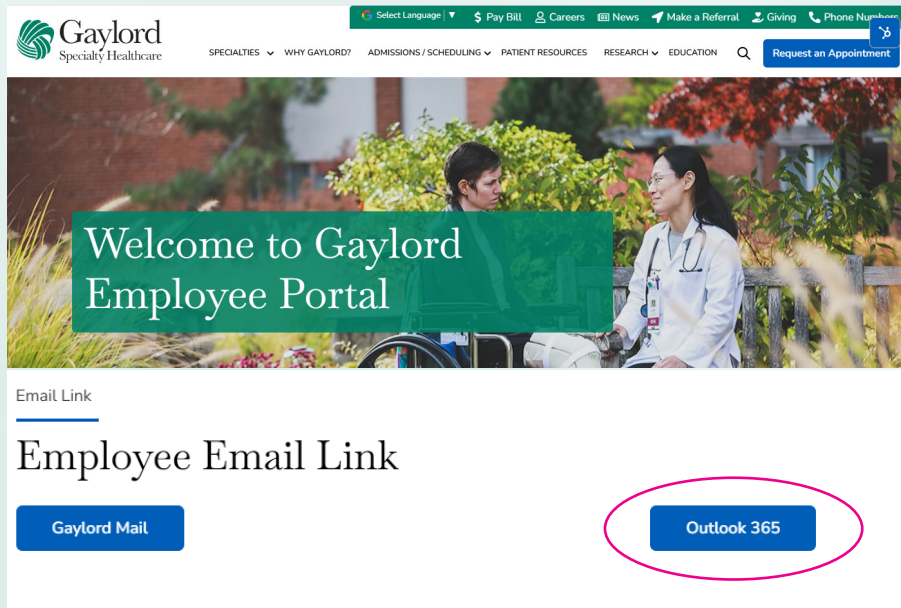 Select Language ▼ $ Pay Bill Careers News Make a Referral Giving Phone Numbers
Gaylord
Specialty Healthcare
SPECIALTIES WHY GAYLORD? ADMISSIONS / SCHEDULING PATIENT RESOURCES RESEARCH EDUCATION Request an Appointment
Welcome to Gaylord
Employee Portal
Email Link
Employee Email Link
Gaylord Mail Outlook 365